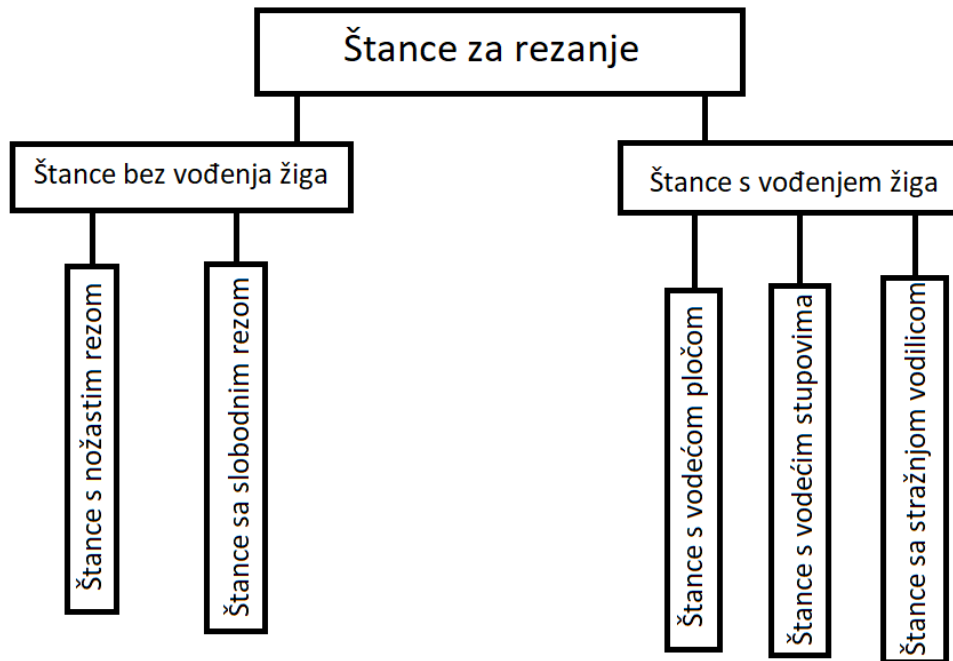 Štance za rezanje
Štance bez vođenja žiga
Štance s vođenjem žiga
Štance s nožastim rezom
Štance sa slobodnim rezom
Štance s vodećom pločom
Štance s vodećim stupovima
Štance sa stražnjom vodilicom